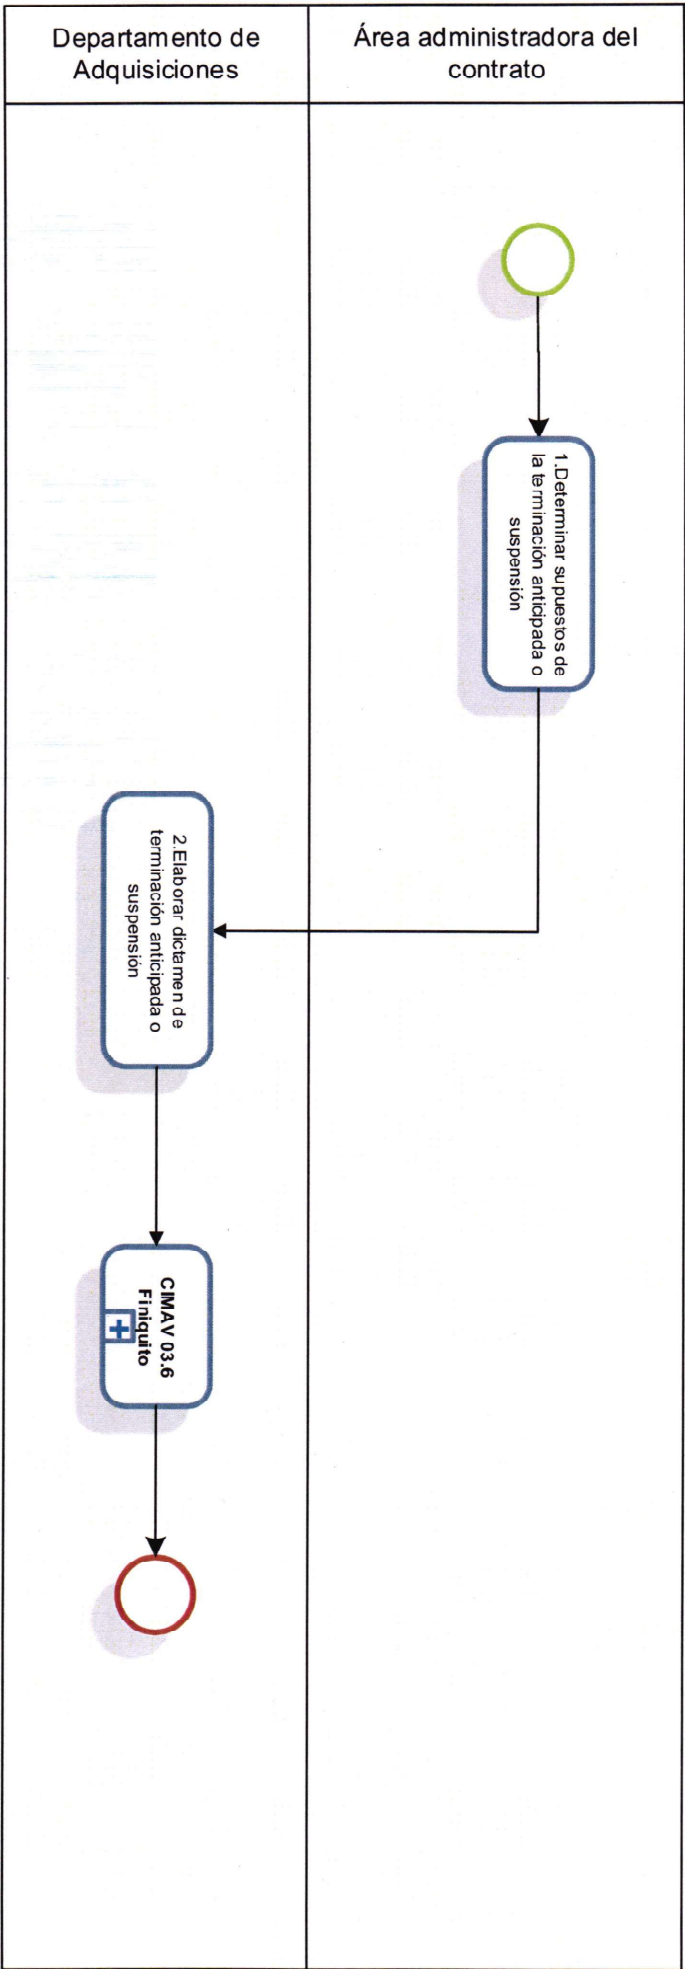 Departamento de
Adquisiciones
Área administradora del
contrato
1.Determinar supuestos de
la terminación anticipada o
suspensión
2.Elaborar dictamen de
terminación anticipada o
suspensión
CIMAV 03.6
Finiquito